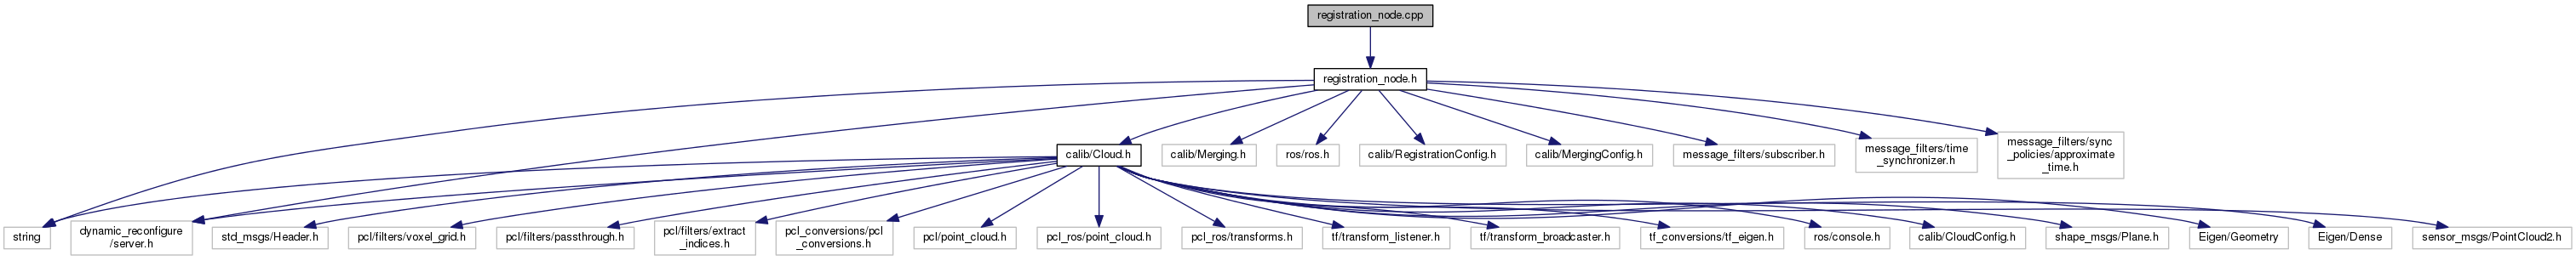 registration_node.cpp
registration_node.h
calib/Cloud.h
calib/Merging.h
ros/ros.h
calib/RegistrationConfig.h
calib/MergingConfig.h
message_filters/subscriber.h
message_filters/time
_synchronizer.h
message_filters/sync
_policies/approximate
_time.h
string
dynamic_reconfigure
/server.h
std_msgs/Header.h
pcl/filters/voxel_grid.h
pcl/filters/passthrough.h
pcl/filters/extract
_indices.h
pcl_conversions/pcl
_conversions.h
pcl/point_cloud.h
pcl_ros/point_cloud.h
pcl_ros/transforms.h
tf/transform_listener.h
tf/transform_broadcaster.h
tf_conversions/tf_eigen.h
ros/console.h
calib/CloudConfig.h
shape_msgs/Plane.h
Eigen/Geometry
Eigen/Dense
sensor_msgs/PointCloud2.h